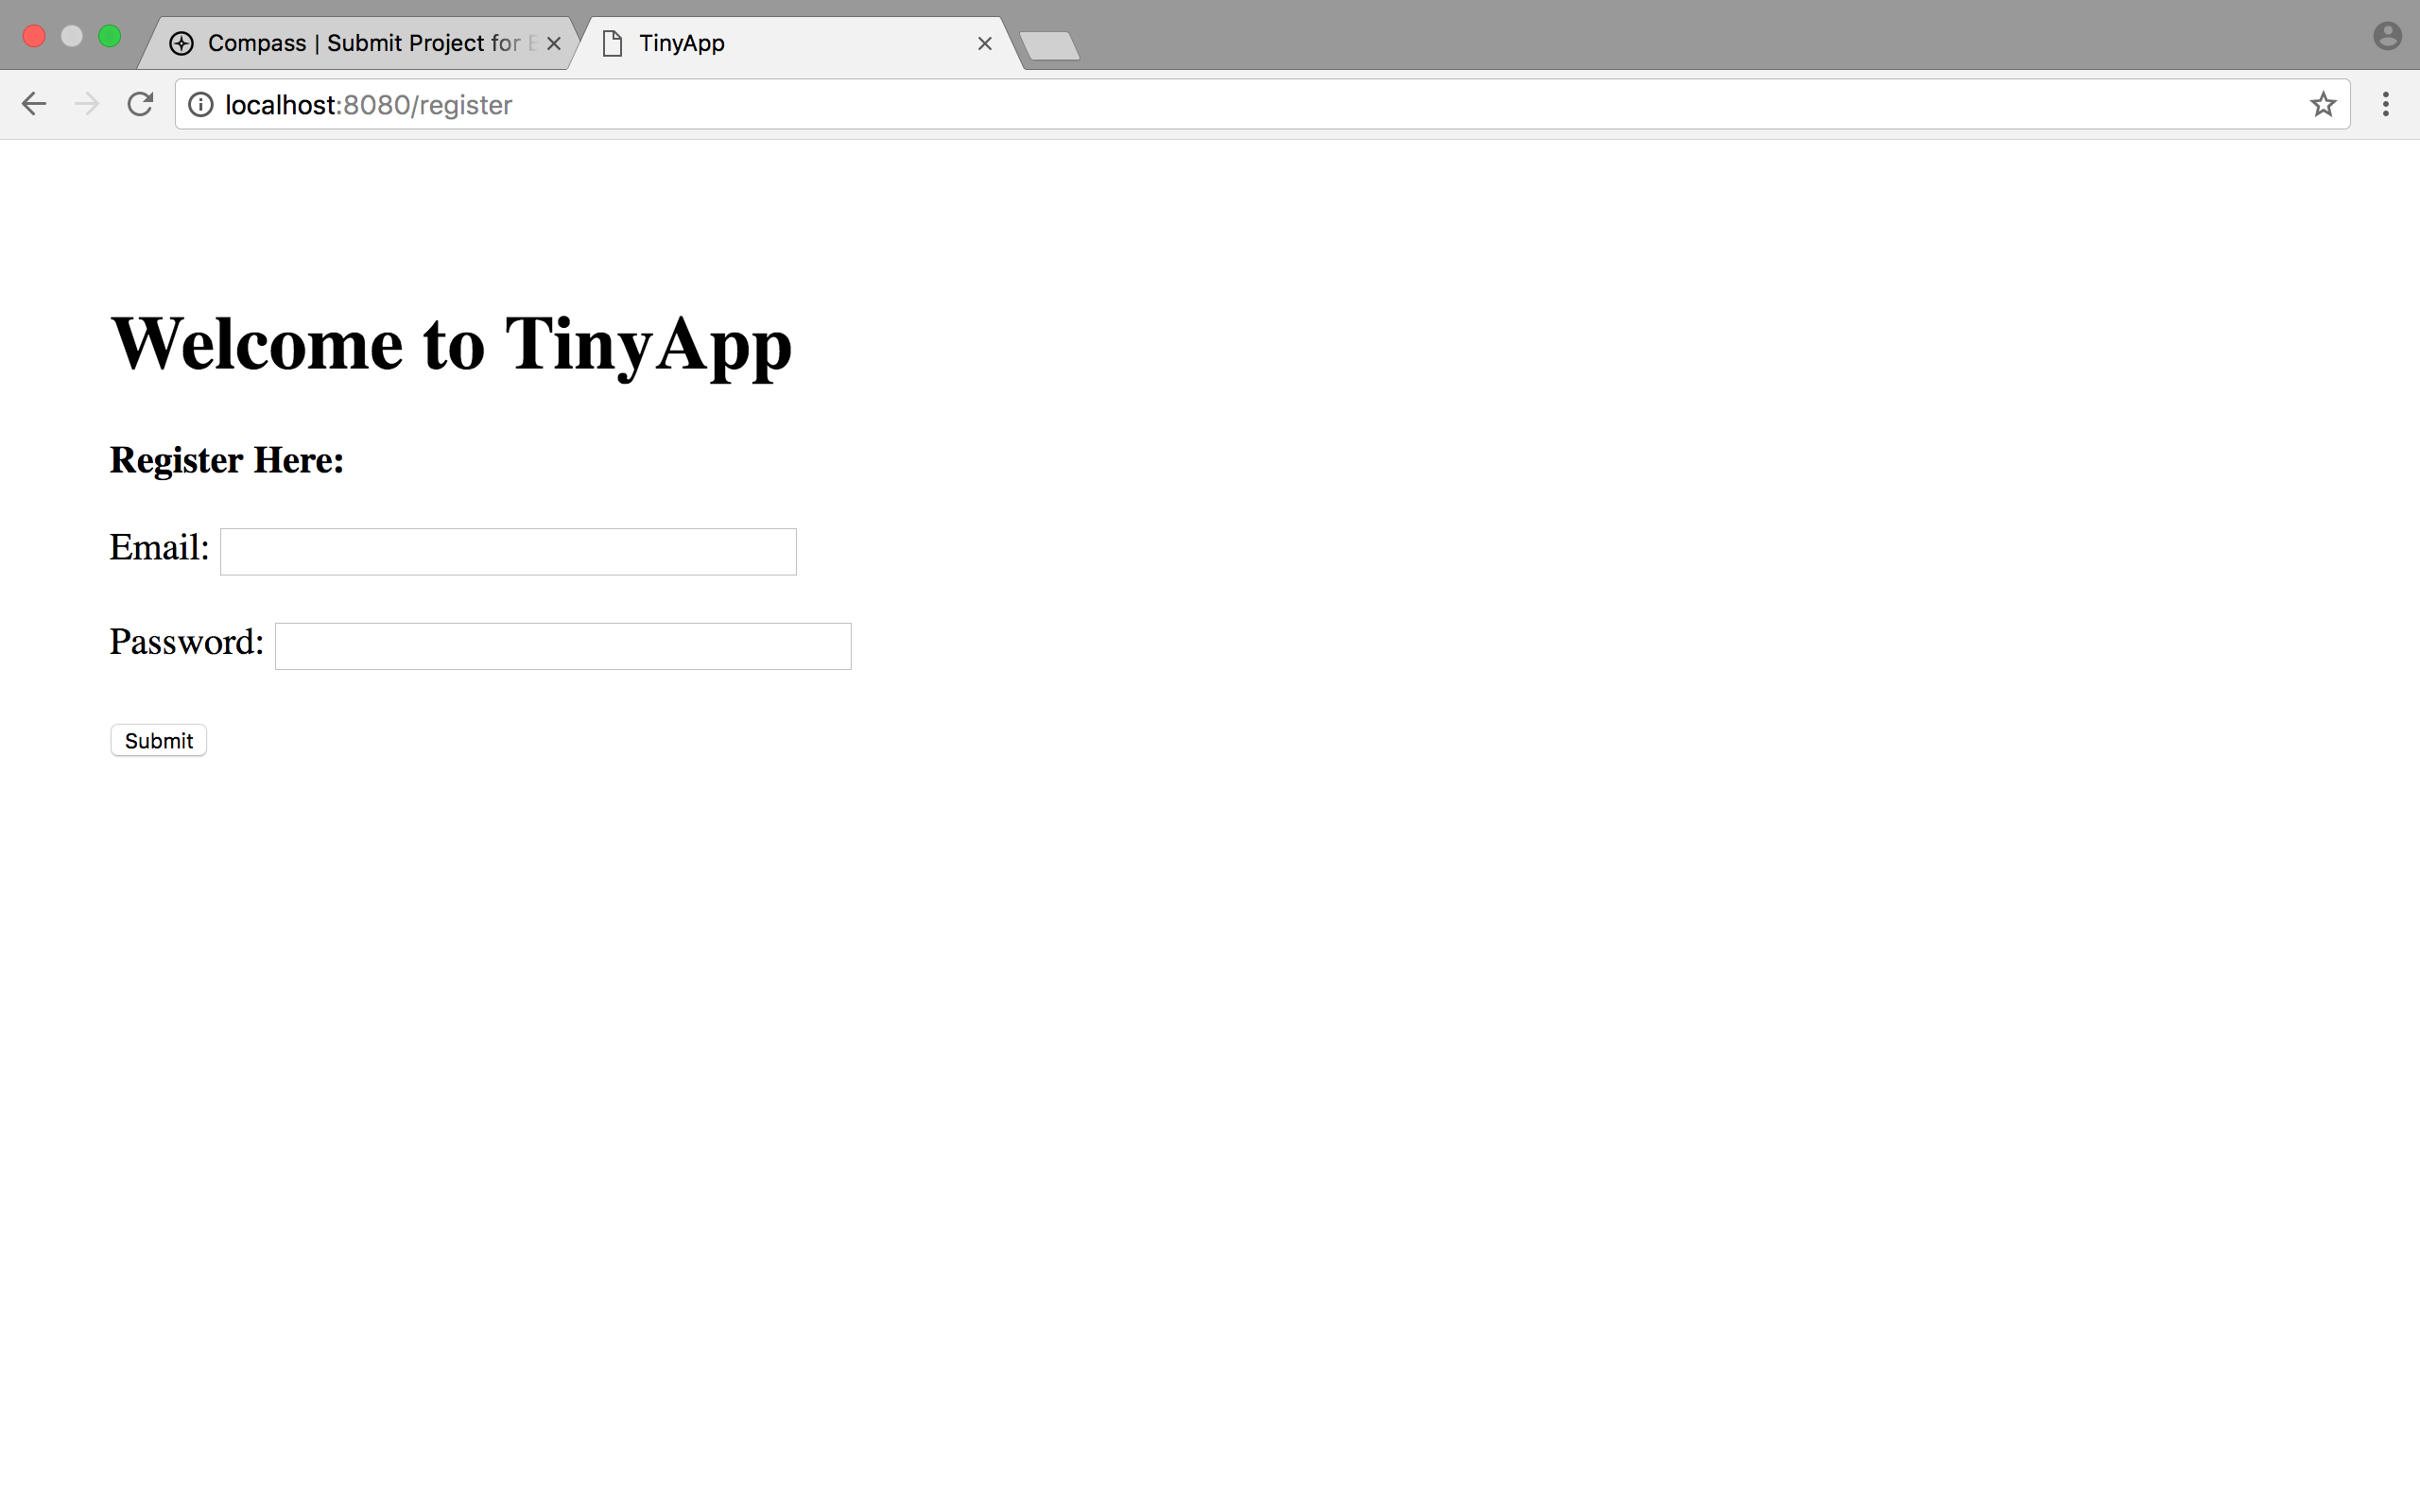 Compass | Submit Project for
TinyApp
localhost:8080/register
Welcome to TinyApp
Register Here:
Email:
Password:
Submit